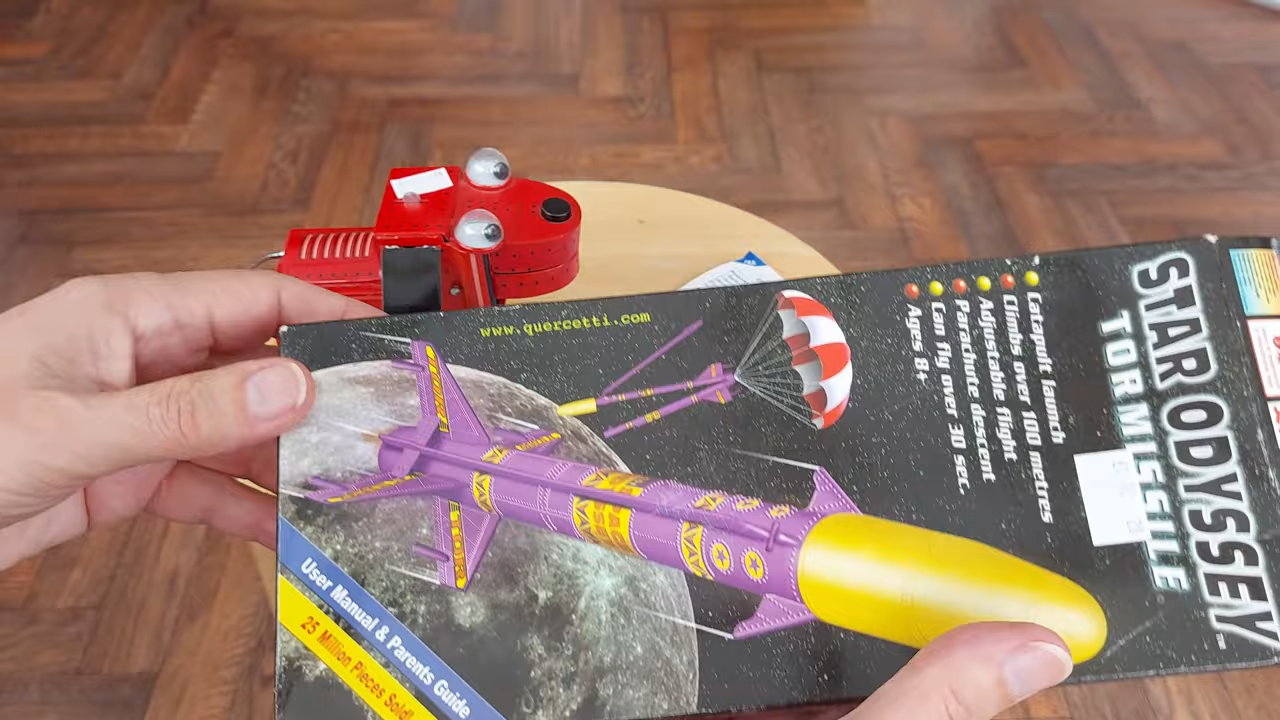 www.quercetti.com
STAR ODYSSEY™
TORMISSILE
Catapult launch
Climbs over 100 metres
Adjustable flight
Parachute descent
Can fly over 30 sec.
Ages 8+
User Manual & Parents Guide
25 Million Pieces Sold!